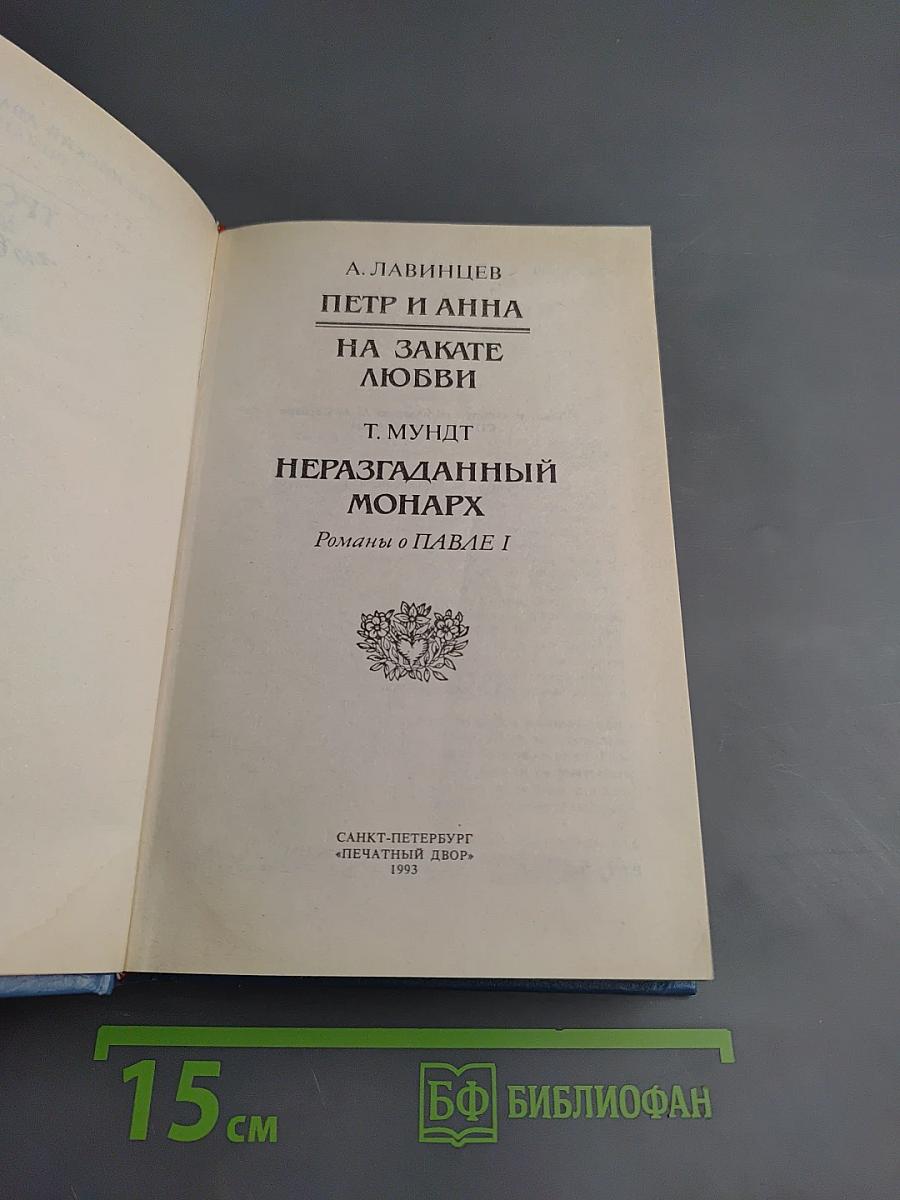 А. ЛАВИНЦЕВ
ПЕТР И АННА
НА ЗАКАТЕ
ЛЮБВИ
Т. МУНДТ
НЕРАЗГАДАННЫЙ
МОНАРХ
Романы о ПАВЛЕ I
САНКТ-ПЕТЕРБУРГ
«ПЕЧАТНЫЙ ДВОР»
1993
15 см
БФ БИБЛИОФАН